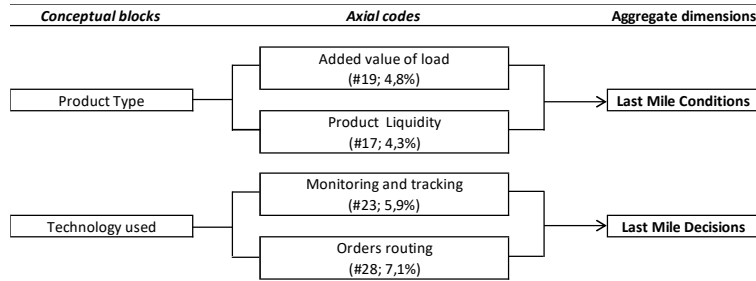 Conceptual blocks Axial codes Aggregate dimensions
Added value of load
(#19; 4,8%)
Product Type
Last Mile Conditions
Product Liquidity
(#17; 4,3%)
Monitoring and tracking
(#23; 5,9%)
Technology used
Last Mile Decisions
Orders routing
(#28; 7,1%)